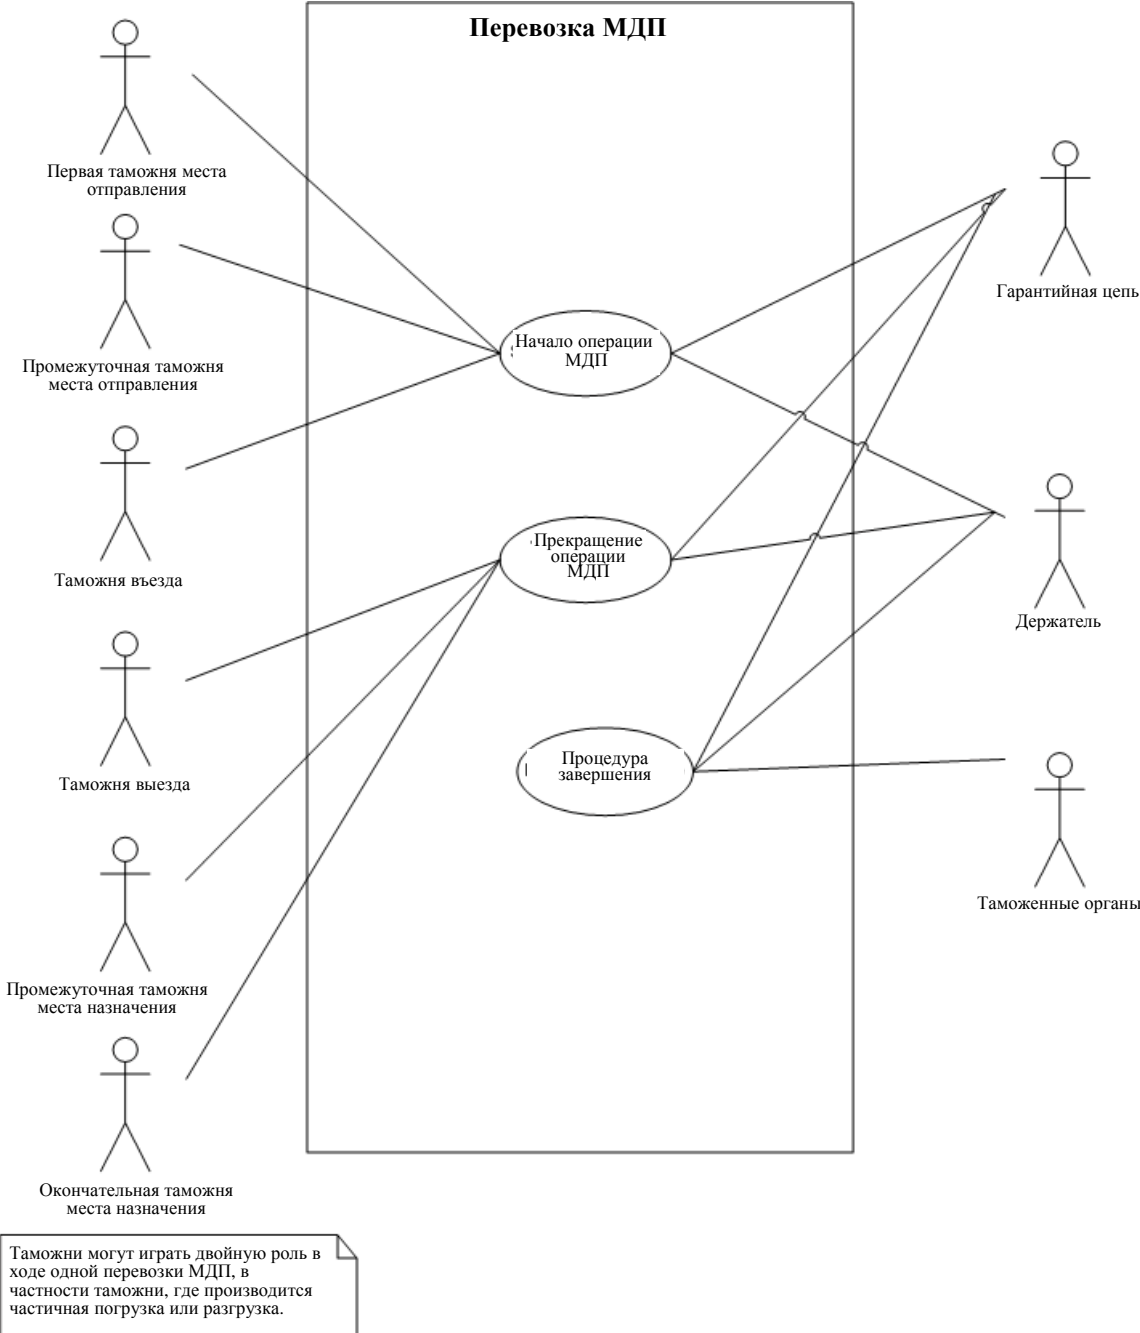 Перевозка МДП
Первая таможня места
отправления
Гарантийная цепь
Промежуточная таможня
места отправления
Начало операции
МДП
Таможня въезда
Прекращение
операции
МДП
Держатель
Таможня выезда
Процедура
завершения
Таможенные органы
Промежуточная таможня
места назначения
Окончательная таможня
места назначения
Таможни могут играть двойную роль в
ходе одной перевозки МДП, в
частности таможни, где производится
частичная погрузка или разгрузка.